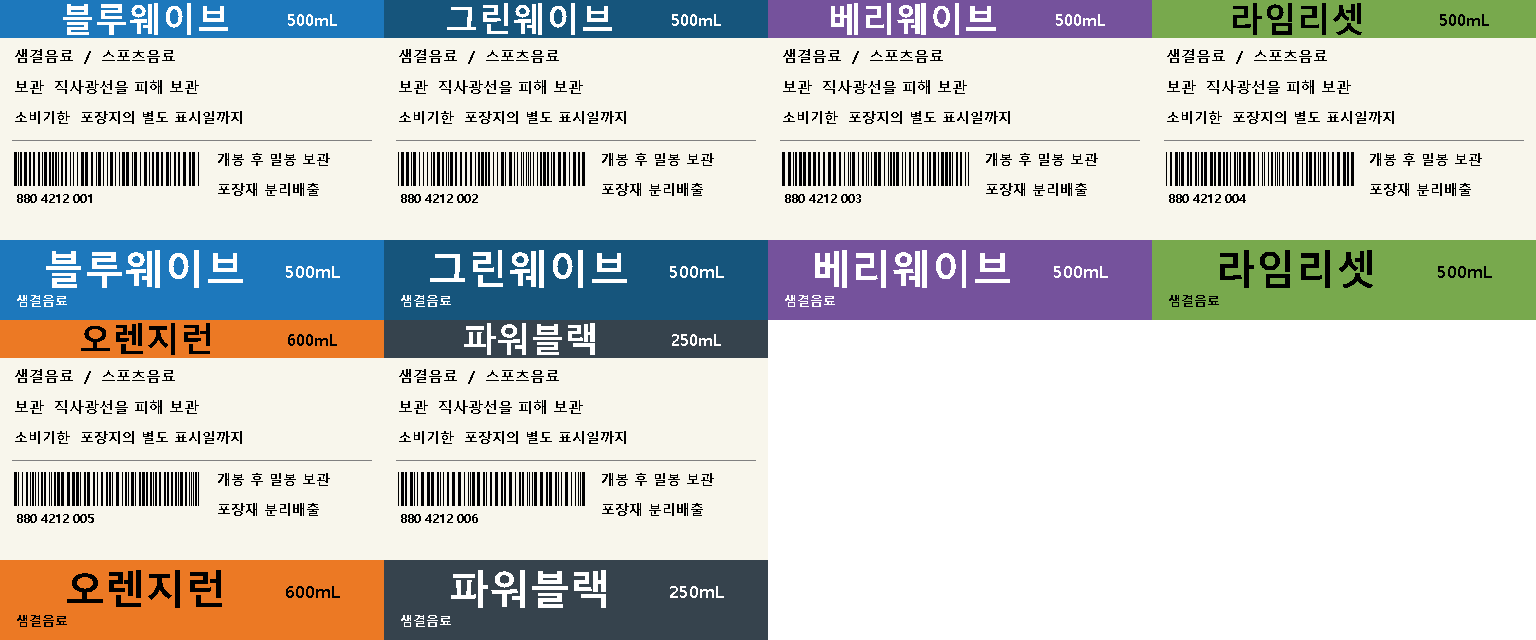 블루웨이브 500mL
샘결음료 / 스포츠음료
보관 직사광선을 피해 보관
소비기한 포장지의 별도 표시일까지
개봉 후 밀봉 보관
포장재 분리배출
880 4212 001
블루웨이브 500mL
샘결음료
그린웨이브 500mL
샘결음료 / 스포츠음료
보관 직사광선을 피해 보관
소비기한 포장지의 별도 표시일까지
개봉 후 밀봉 보관
포장재 분리배출
880 4212 002
그린웨이브 500mL
샘결음료
베리웨이브 500mL
샘결음료 / 스포츠음료
보관 직사광선을 피해 보관
소비기한 포장지의 별도 표시일까지
개봉 후 밀봉 보관
포장재 분리배출
880 4212 003
베리웨이브 500mL
샘결음료
라임리셋 500mL
샘결음료 / 스포츠음료
보관 직사광선을 피해 보관
소비기한 포장지의 별도 표시일까지
개봉 후 밀봉 보관
포장재 분리배출
880 4212 004
라임리셋 500mL
샘결음료
오렌지런 600mL
샘결음료 / 스포츠음료
보관 직사광선을 피해 보관
소비기한 포장지의 별도 표시일까지
개봉 후 밀봉 보관
포장재 분리배출
880 4212 005
오렌지런 600mL
샘결음료
파워블랙 250mL
샘결음료 / 스포츠음료
보관 직사광선을 피해 보관
소비기한 포장지의 별도 표시일까지
개봉 후 밀봉 보관
포장재 분리배출
880 4212 006
파워블랙 250mL
샘결음료